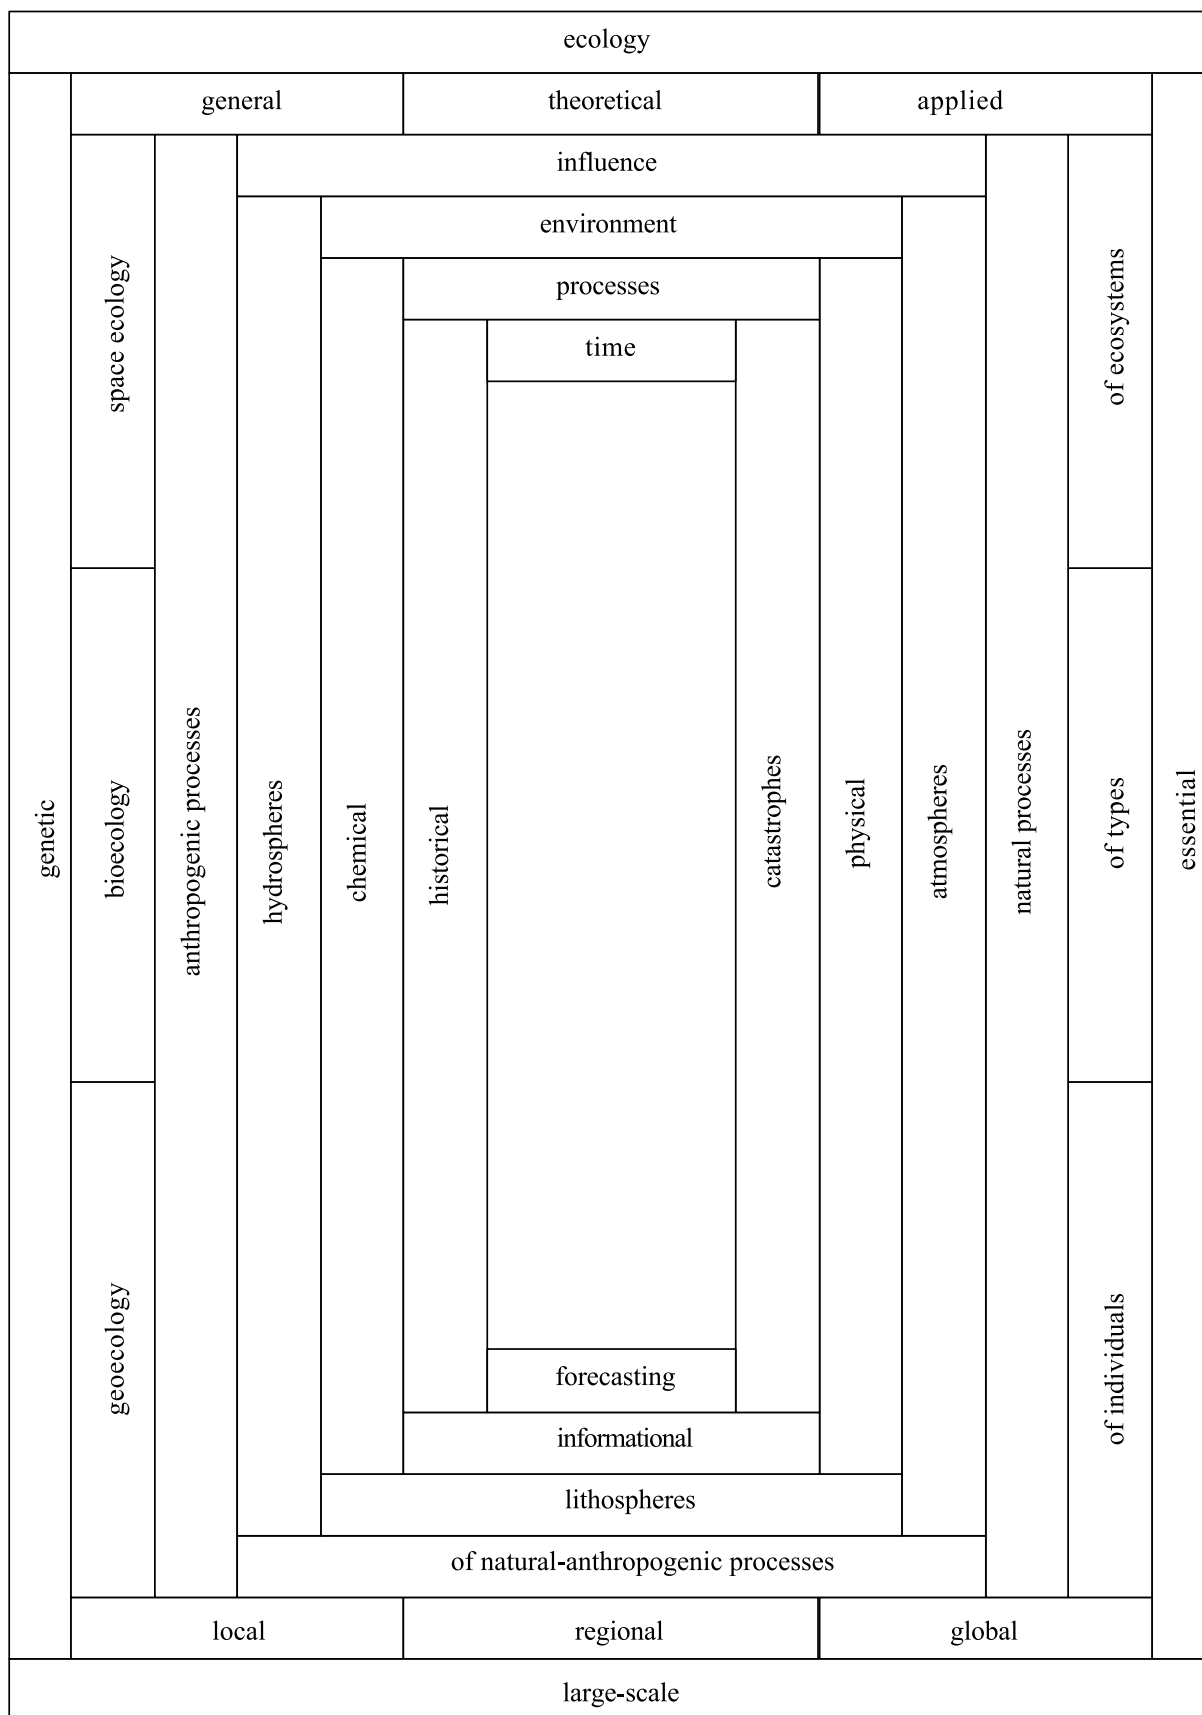 ecology
general
theoretical
applied
influence
environment
processes
time
genetic
space ecology
bioecology
geoecology
anthropogenic processes
hydrospheres
chemical
historical
catastrophes
physical
atmospheres
natural processes
of ecosystems
of types
of individuals
essential
forecasting
informational
lithospheres
of natural-anthropogenic processes
local
regional
global
large-scale